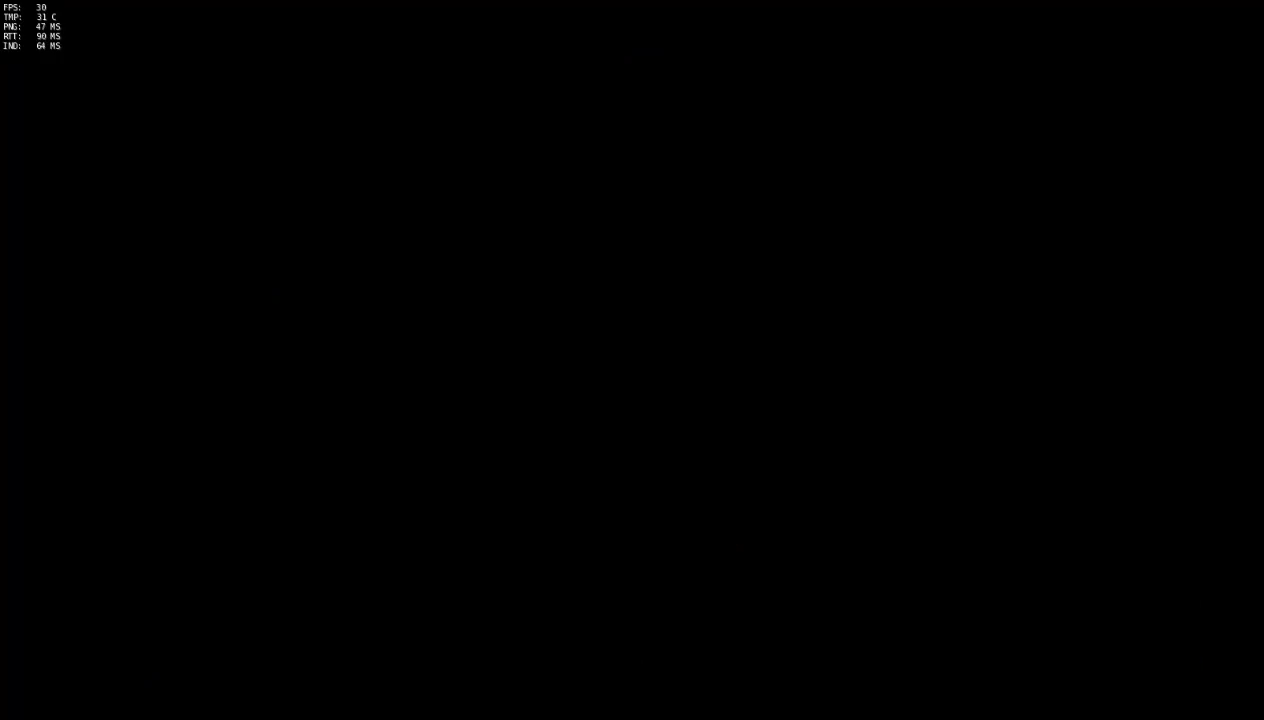 FPS: 30
TMP: 31 C
PNG: 47 MS
RTT: 90 MS
IND: 64 MS